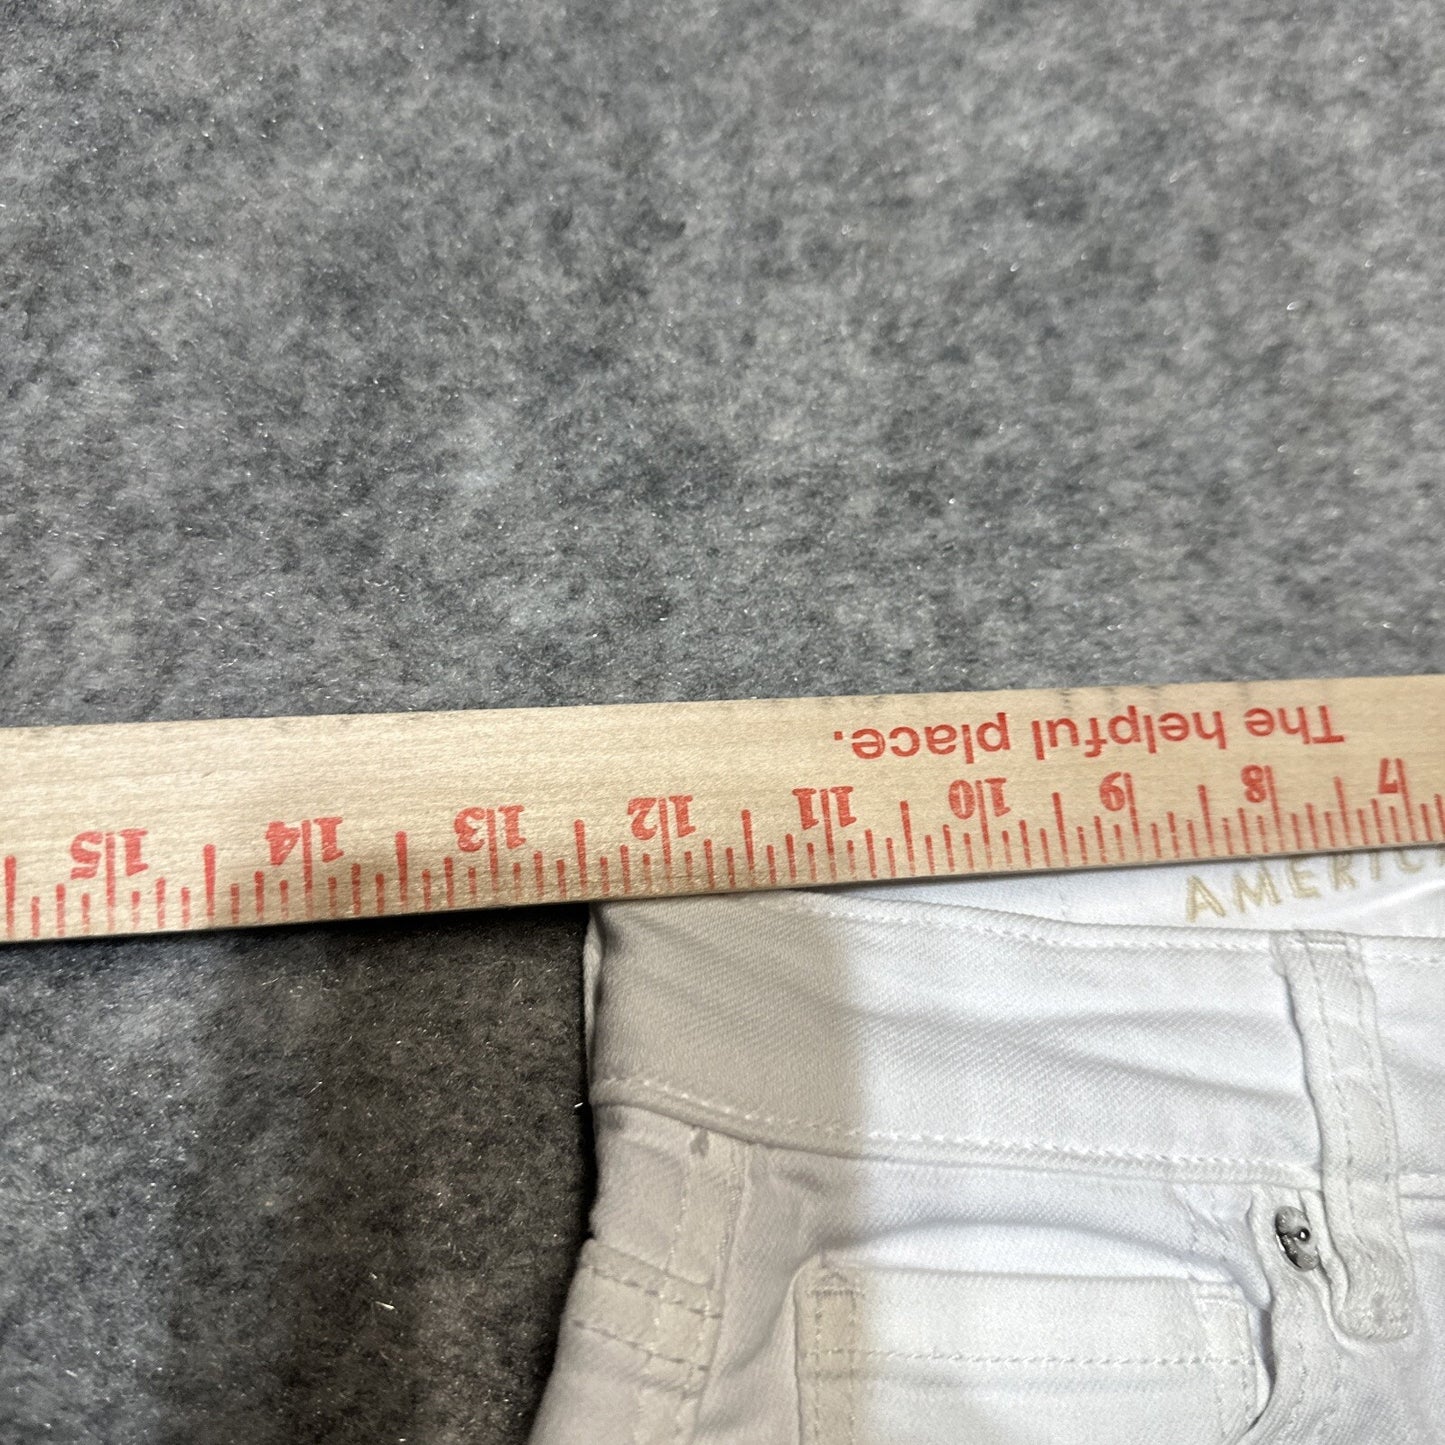 The helpful place.
7 8 9 10 11 12 13 14 15
AMERIC